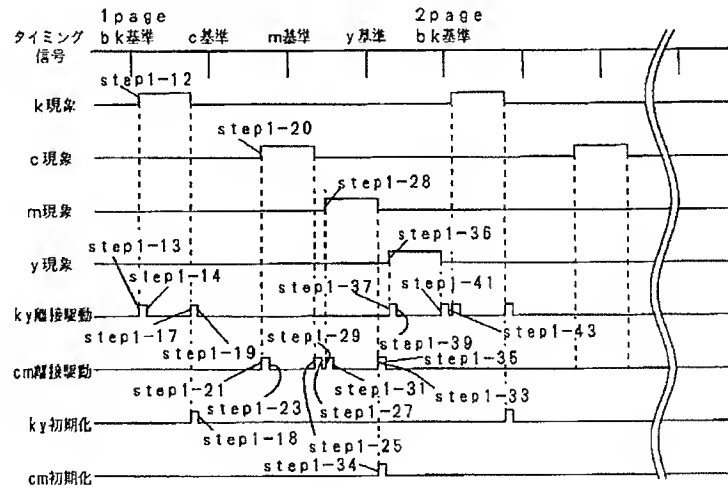 1page 2page
タイミング bk基準 c基準 m基準 y基準 bk基準
信号
step1-12
k現象
step1-20
c現象
step1-28
m現象
step1-36
y現象
step1-13
step1-14
step1-37
step1-41
ky離接駆動
step1-17
step1-19
step1-29
step1-39
step1-43
cm離接駆動
step1-35
step1-21
step1-31
step1-33
step1-23
step1-27
ky初期化
step1-18
step1-25
step1-34
cm初期化